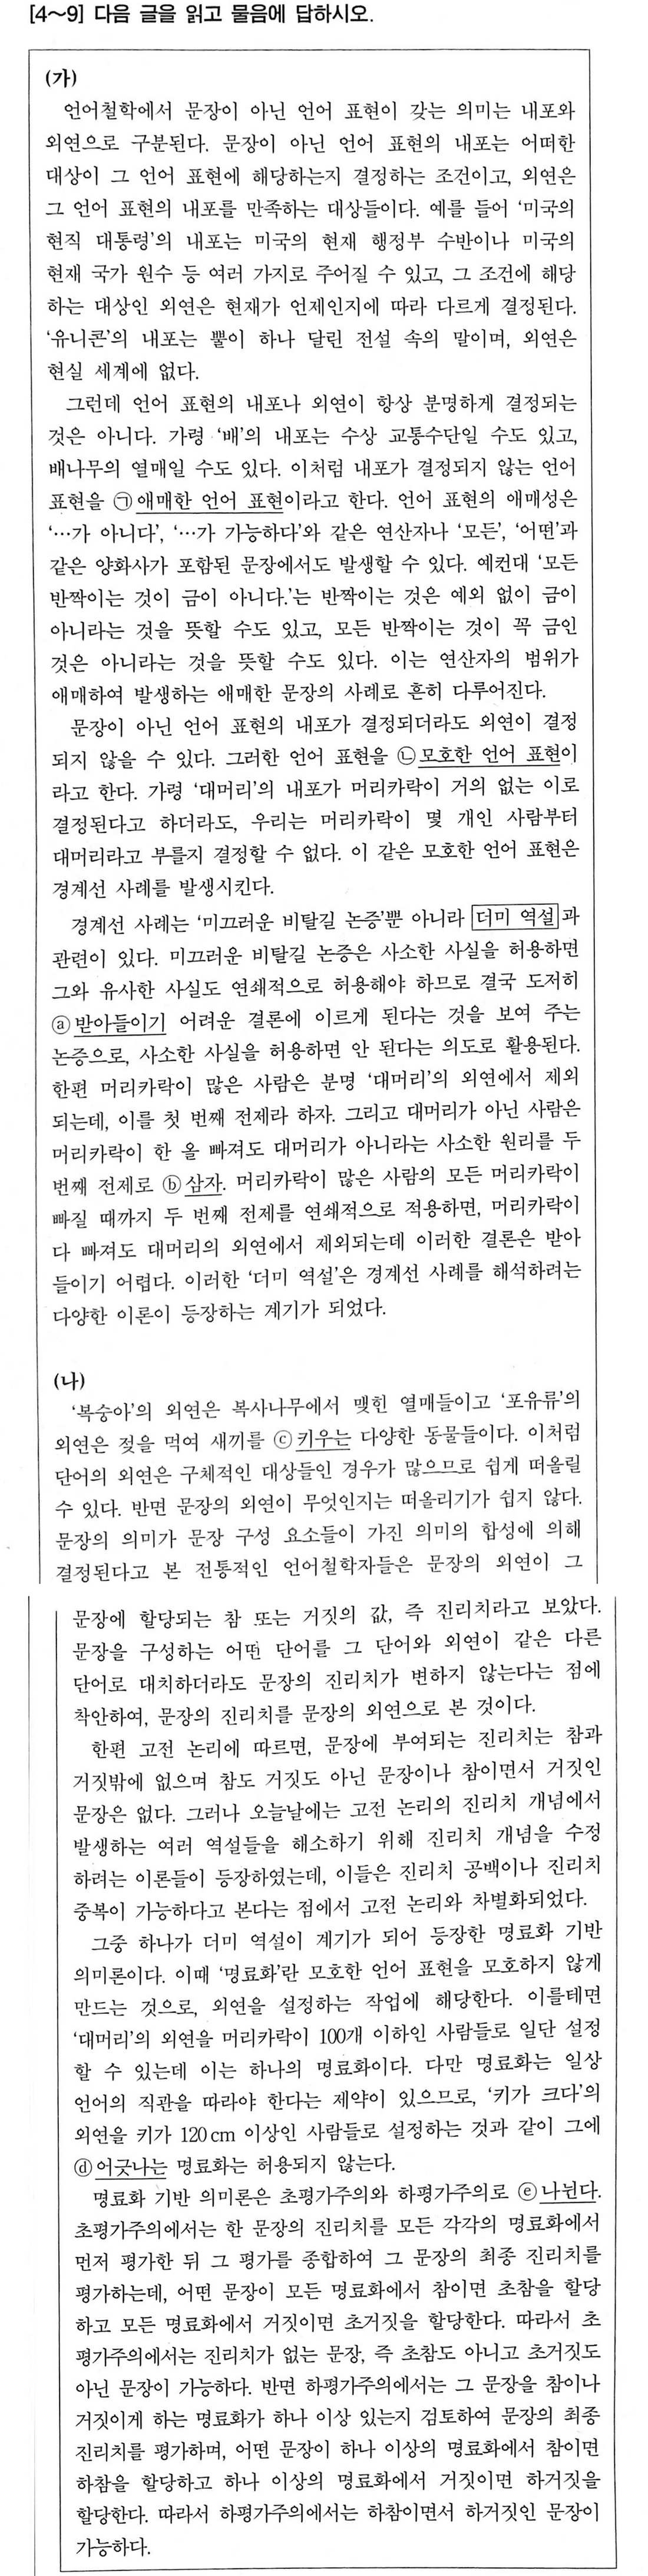 [4~9] 다음 글을 읽고 물음에 답하시오.
(가)
언어철학에서 문장이 아닌 언어 표현이 갖는 의미는 내포와
외연으로 구분된다. 문장이 아닌 언어 표현의 내포는 어떠한
대상이 그 언어 표현에 해당하는지 결정하는 조건이고, 외연은
그 언어 표현의 내포를 만족하는 대상들이다. 예를 들어 ‘미국의
현직 대통령’의 내포는 미국의 현재 행정부 수반이나 미국의
현재 국가 원수 등 여러 가지로 주어질 수 있고, 그 조건에 해당
하는 대상인 외연은 현재가 언제인지에 따라 다르게 결정된다.
‘유니콘’의 내포는 뿔이 하나 달린 전설 속의 말이며, 외연은
현실 세계에 없다.
그런데 언어 표현의 내포나 외연이 항상 분명하게 결정되는
것은 아니다. 가령 ‘배’의 내포는 수상 교통수단일 수도 있고,
배나무의 열매일 수도 있다. 이처럼 내포가 결정되지 않는 언어
표현을 ㉠애매한 언어 표현이라고 한다. 언어 표현의 애매성은
‘…가 아니다’, ‘…가 가능하다’와 같은 연산자나 ‘모든’, ‘어떤’과
같은 양화사가 포함된 문장에서도 발생할 수 있다. 예컨대 ‘모든
반짝이는 것이 금이 아니다.’는 반짝이는 것은 예외 없이 금이
아니라는 것을 뜻할 수도 있고, 모든 반짝이는 것이 꼭 금인
것은 아니라는 것을 뜻할 수도 있다. 이는 연산자의 범위가
애매하여 발생하는 애매한 문장의 사례로 흔히 다루어진다.
문장이 아닌 언어 표현의 내포가 결정되더라도 외연이 결정
되지 않을 수 있다. 그러한 언어 표현을 ㉡모호한 언어 표현이
라고 한다. 가령 ‘대머리’의 내포가 머리카락이 거의 없는 이로
결정된다고 하더라도, 우리는 머리카락이 몇 개인 사람부터
대머리라고 부를지 결정할 수 없다. 이 같은 모호한 언어 표현은
경계선 사례를 발생시킨다.
경계선 사례는 ‘미끄러운 비탈길 논증’뿐 아니라 더미 역설과
관련이 있다. 미끄러운 비탈길 논증은 사소한 사실을 허용하면
그와 유사한 사실도 연쇄적으로 허용해야 하므로 결국 도저히
ⓐ받아들이기 어려운 결론에 이르게 된다는 것을 보여 주는
논증으로, 사소한 사실을 허용하면 안 된다는 의도로 활용된다.
한편 머리카락이 많은 사람은 분명 ‘대머리’의 외연에서 제외
되는데, 이를 첫 번째 전제라 하자. 그리고 대머리가 아닌 사람은
머리카락이 한 올 빠져도 대머리가 아니라는 사소한 원리를 두
번째 전제로 ⓑ삼자. 머리카락이 많은 사람의 모든 머리카락이
빠질 때까지 두 번째 전제를 연쇄적으로 적용하면, 머리카락이
다 빠져도 대머리의 외연에서 제외되는데 이러한 결론은 받아
들이기 어렵다. 이러한 ‘더미 역설’은 경계선 사례를 해석하려는
다양한 이론이 등장하는 계기가 되었다.
(나)
‘복숭아’의 외연은 복사나무에서 맺힌 열매들이고 ‘포유류’의
외연은 젖을 먹여 새끼를 ⓒ키우는 다양한 동물들이다. 이처럼
단어의 외연은 구체적인 대상들인 경우가 많으므로 쉽게 떠올릴
수 있다. 반면 문장의 외연이 무엇인지는 떠올리기가 쉽지 않다.
문장의 의미가 문장 구성 요소들이 가진 의미의 합성에 의해
결정된다고 본 전통적인 언어철학자들은 문장의 외연이 그
문장에 할당되는 참 또는 거짓의 값, 즉 진리치라고 보았다.
문장을 구성하는 어떤 단어를 그 단어와 외연이 같은 다른
단어로 대치하더라도 문장의 진리치가 변하지 않는다는 점에
착안하여, 문장의 진리치를 문장의 외연으로 본 것이다.
한편 고전 논리에 따르면, 문장에 부여되는 진리치는 참과
거짓밖에 없으며 참도 거짓도 아닌 문장이나 참이면서 거짓인
문장은 없다. 그러나 오늘날에는 고전 논리의 진리치 개념에서
발생하는 여러 역설들을 해소하기 위해 진리치 개념을 수정
하려는 이론들이 등장하였는데, 이들은 진리치 공백이나 진리치
중복이 가능하다고 본다는 점에서 고전 논리와 차별화되었다.
그중 하나가 더미 역설이 계기가 되어 등장한 명료화 기반
의미론이다. 이때 ‘명료화’란 모호한 언어 표현을 모호하지 않게
만드는 것으로, 외연을 설정하는 작업에 해당한다. 이를테면
‘대머리’의 외연을 머리카락이 100개 이하인 사람들로 일단 설정
할 수 있는데 이는 하나의 명료화이다. 다만 명료화는 일상
언어의 직관을 따라야 한다는 제약이 있으므로, ‘키가 크다’의
외연을 키가 120 cm 이상인 사람들로 설정하는 것과 같이 그에
ⓓ어긋나는 명료화는 허용되지 않는다.
명료화 기반 의미론은 초평가주의와 하평가주의로 ⓔ나뉜다.
초평가주의에서는 한 문장의 진리치를 모든 각각의 명료화에서
먼저 평가한 뒤 그 평가를 종합하여 그 문장의 최종 진리치를
평가하는데, 어떤 문장이 모든 명료화에서 참이면 초참을 할당
하고 모든 명료화에서 거짓이면 초거짓을 할당한다. 따라서 초
평가주의에서는 진리치가 없는 문장, 즉 초참도 아니고 초거짓도
아닌 문장이 가능하다. 반면 하평가주의에서는 그 문장을 참이나
거짓이게 하는 명료화가 하나 이상 있는지 검토하여 문장의 최종
진리치를 평가하며, 어떤 문장이 하나 이상의 명료화에서 참이면
하참을 할당하고 하나 이상의 명료화에서 거짓이면 하거짓을
할당한다. 따라서 하평가주의에서는 하참이면서 하거짓인 문장이
가능하다.